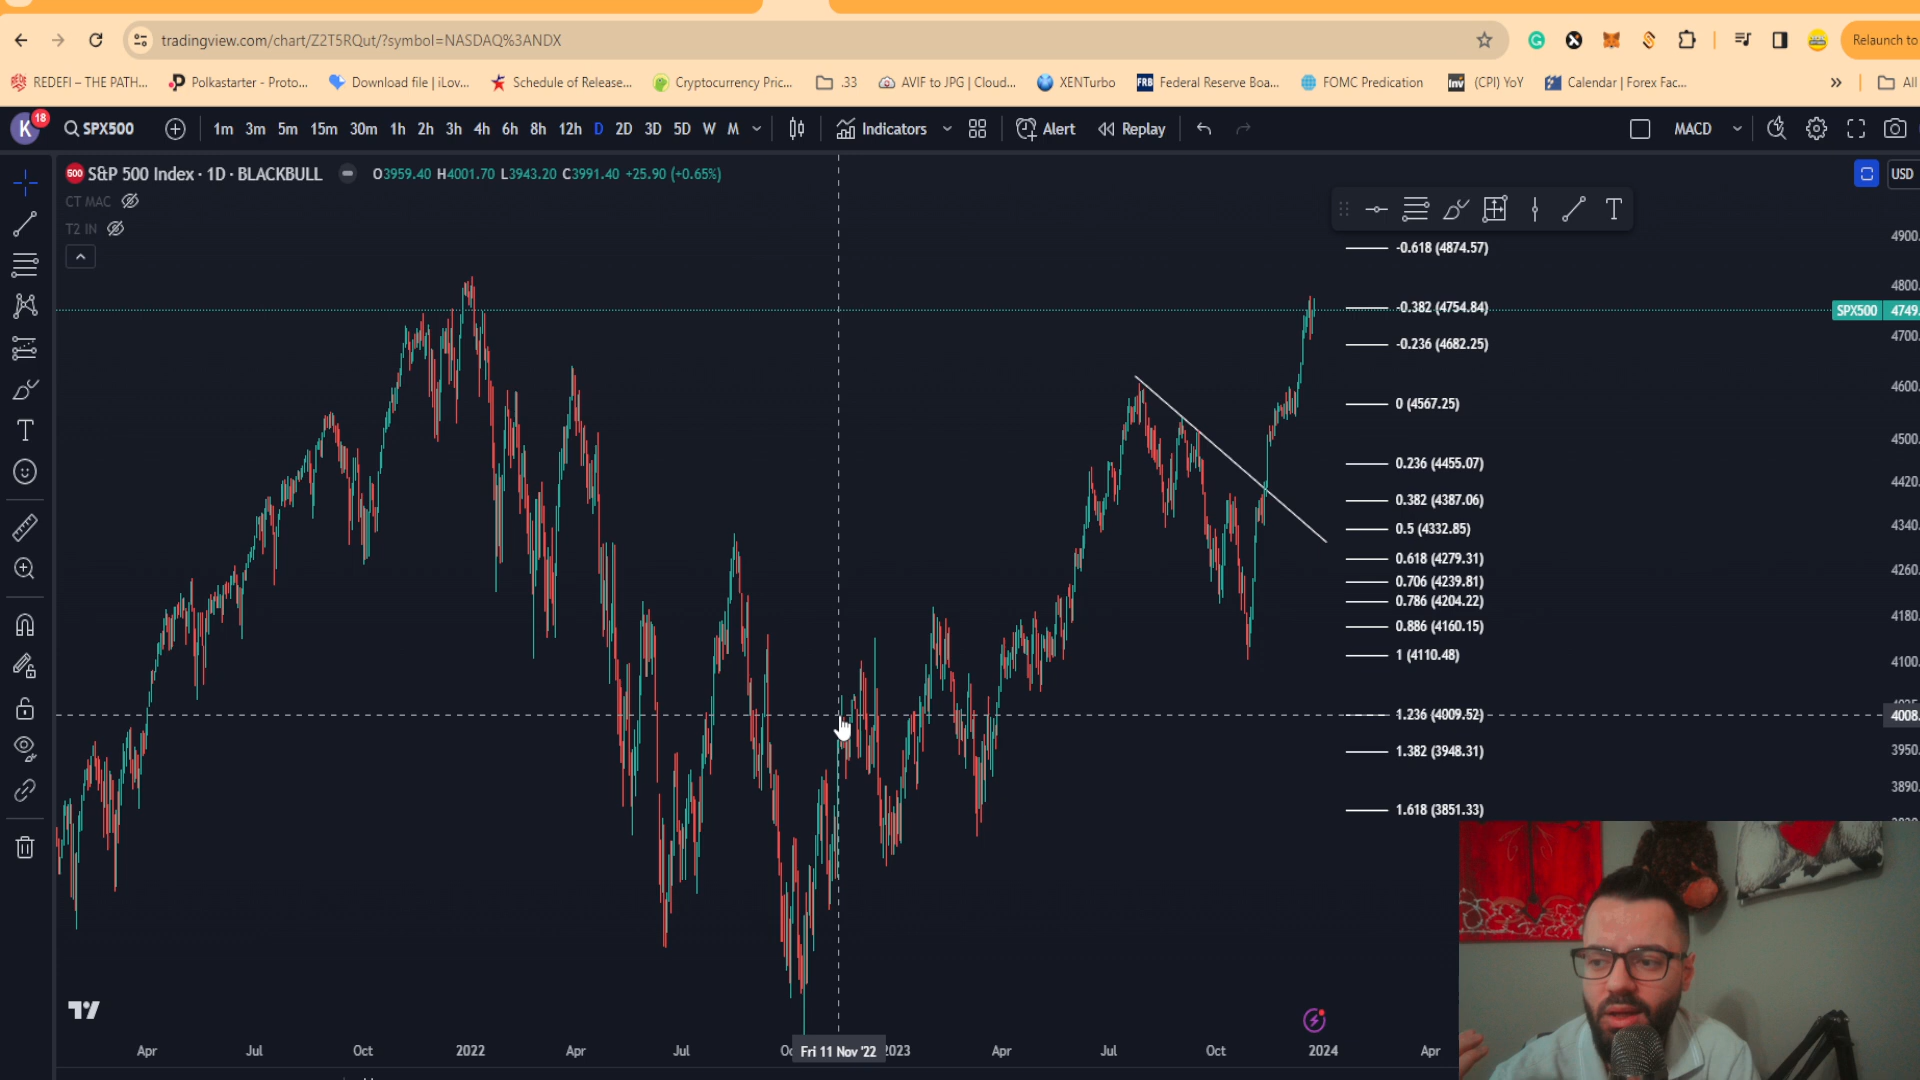 tradingview.com/chart/Z2T5RQut/?symbol=NASDAQ%3ANDX
Relaunch to
REDEFI – THE PATH...
Polkastarter - Proto...
Download file | iLov...
Schedule of Release...
Cryptocurrency Pric...
.33
AVIF to JPG | Cloud...
XENTurbo
FRB Federal Reserve Boa...
FOMC Predication
Inv (CPI) YoY
Calendar | Forex Fac...
»
All
K 18
SPX500
1m 3m 5m 15m 30m 1h 2h 3h 4h 6h 8h 12h D 2D 3D 5D W M
Indicators
Alert
Replay
MACD
500 S&P 500 Index · 1D · BLACKBULL
O3959.40 H4001.70 L3943.20 C3991.40 +25.90 (+0.65%)
USD
CT MAC
T2 IN
-0.618 (4874.57)
-0.382 (4754.84)
-0.236 (4682.25)
0 (4567.25)
0.236 (4455.07)
0.382 (4387.06)
0.5 (4332.85)
0.618 (4279.31)
0.706 (4239.81)
0.786 (4204.22)
0.886 (4160.15)
1 (4110.48)
1.236 (4009.52)
1.382 (3948.31)
1.618 (3851.33)
4900.
4800.
SPX500 4749.
4700.
4600.
4500.
4420.
4340.
4260.
4180.
4100.
4008.
3950.
3890.
Apr
Jul
Oct
2022
Apr
Jul
Fri 11 Nov '22
2023
Apr
Jul
Oct
2024
Apr